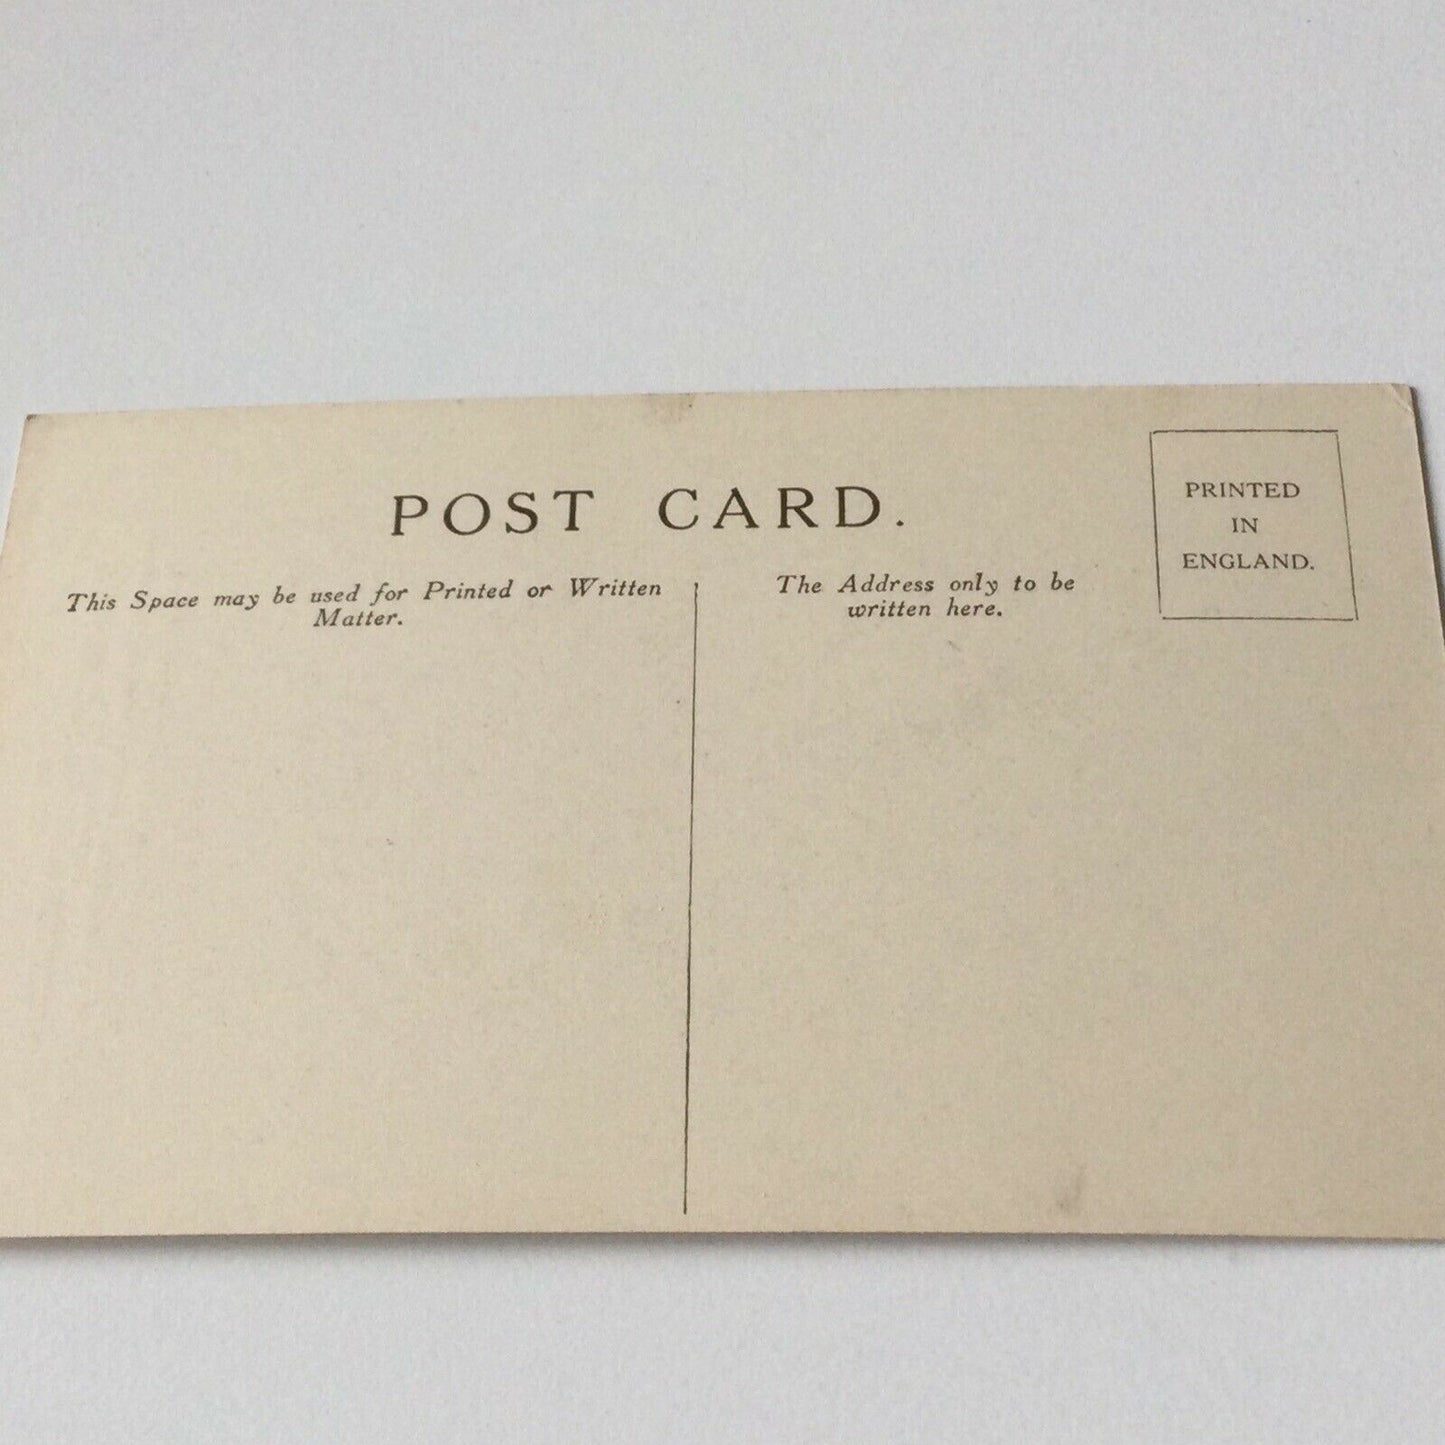 POST CARD.
This Space may be used for Printed or Written
Matter.
The Address only to be
written here.
PRINTED
IN
ENGLAND.